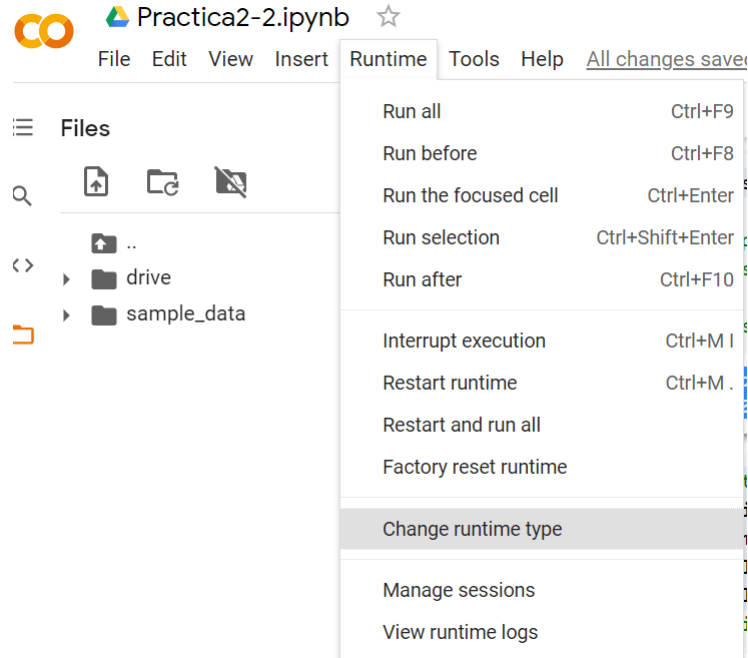 Practica2-2.ipynb
File Edit View Insert Runtime Tools Help All changes saved
Files
..
drive
sample_data
Run all Ctrl+F9
Run before Ctrl+F8
Run the focused cell Ctrl+Enter
Run selection Ctrl+Shift+Enter
Run after Ctrl+F10
Interrupt execution Ctrl+M I
Restart runtime Ctrl+M .
Restart and run all
Factory reset runtime
Change runtime type
Manage sessions
View runtime logs